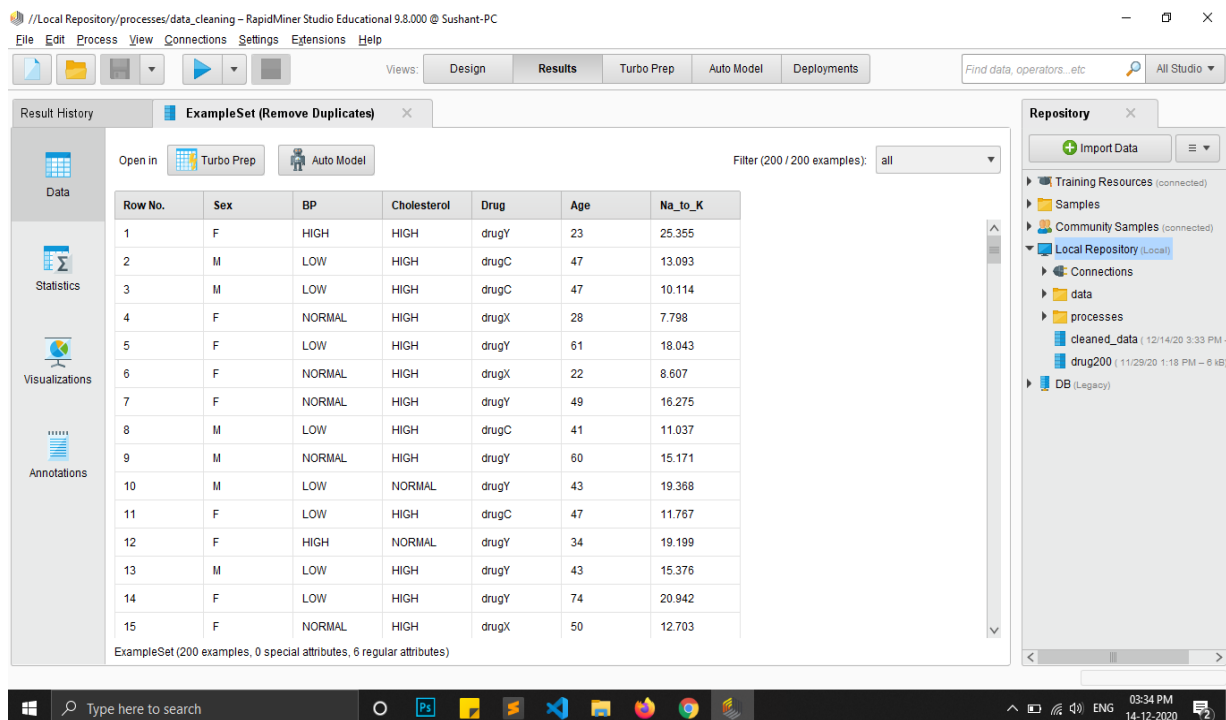 //Local Repository/processes/data_cleaning – RapidMiner Studio Educational 9.8.000 @ Sushant-PC
File Edit Process View Connections Settings Extensions Help
Views: Design Results Turbo Prep Auto Model Deployments Find data, operators...etc All Studio
Result History ExampleSet (Remove Duplicates)
Data
Statistics
Visualizations
Annotations
Open in Turbo Prep Auto Model Filter (200 / 200 examples): all
Row No. Sex BP Cholesterol Drug Age Na_to_K
1 F HIGH HIGH drugY 23 25.355
2 M LOW HIGH drugC 47 13.093
3 M LOW HIGH drugC 47 10.114
4 F NORMAL HIGH drugX 28 7.798
5 F LOW HIGH drugY 61 18.043
6 F NORMAL HIGH drugX 22 8.607
7 F NORMAL HIGH drugY 49 16.275
8 M LOW HIGH drugC 41 11.037
9 M NORMAL HIGH drugY 60 15.171
10 M LOW NORMAL drugY 43 19.368
11 F LOW HIGH drugC 47 11.767
12 F HIGH NORMAL drugY 34 19.199
13 M LOW HIGH drugY 43 15.376
14 F LOW HIGH drugY 74 20.942
15 F NORMAL HIGH drugX 50 12.703
ExampleSet (200 examples, 0 special attributes, 6 regular attributes)
Repository
Import Data
Training Resources (connected)
Samples
Community Samples (connected)
Local Repository (Local)
Connections
data
processes
cleaned_data ( 12/14/20 3:33 PM -
drug200 ( 11/29/20 1:18 PM – 6 kB)
DB (Legacy)
Type here to search Ps ENG 03:34 PM
14-12-2020 2